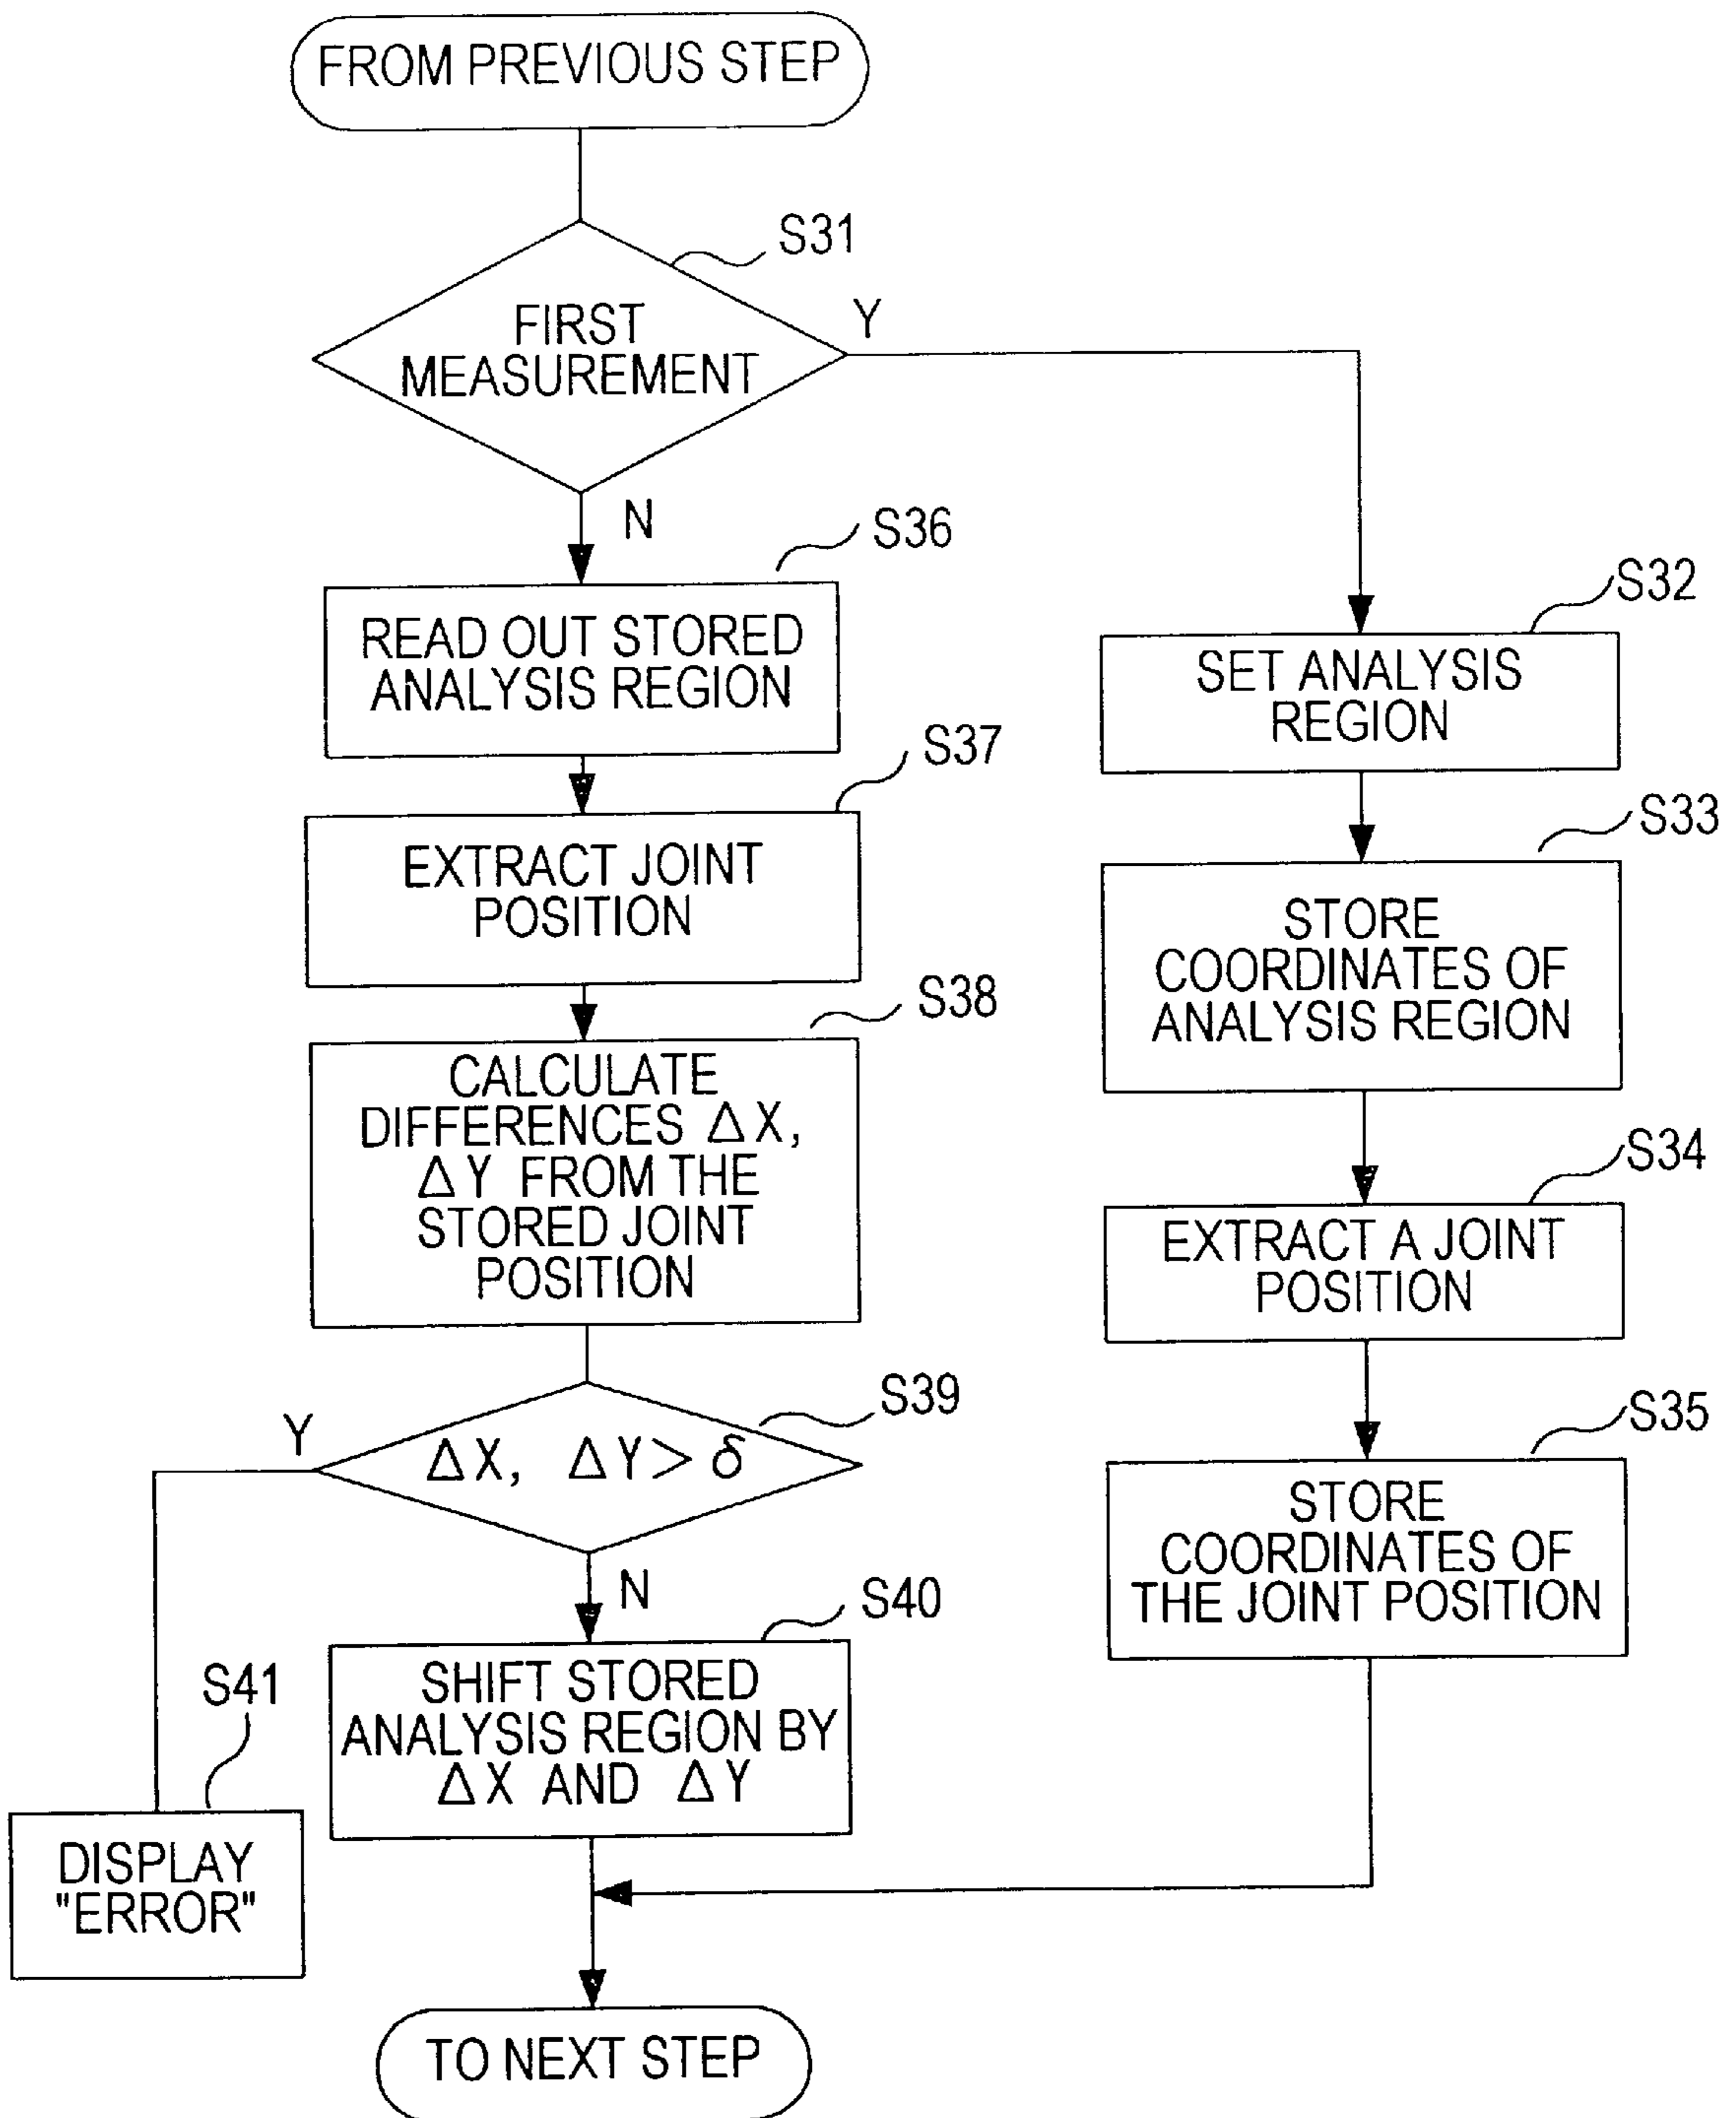 FROM PREVIOUS STEP
S31
FIRST
MEASUREMENT
Y
N
S36
READ OUT STORED
ANALYSIS REGION
S37
EXTRACT JOINT
POSITION
S38
CALCULATE
DIFFERENCES ΔX,
ΔY FROM THE
STORED JOINT
POSITION
S39
Y
ΔX, ΔY > δ
N
S40
SHIFT STORED
ANALYSIS REGION BY
ΔX AND ΔY
S41
DISPLAY
"ERROR"
S32
SET ANALYSIS
REGION
S33
STORE
COORDINATES OF
ANALYSIS REGION
S34
EXTRACT A JOINT
POSITION
S35
STORE
COORDINATES OF
THE JOINT POSITION
TO NEXT STEP